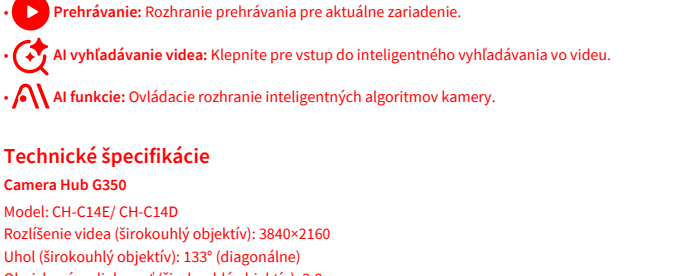 • Prehrávanie: Rozhranie prehrávania pre aktuálne zariadenie.
• AI vyhľadávanie videa: Klepnite pre vstup do inteligentného vyhľadávania vo videu.
• AI funkcie: Ovládacie rozhranie inteligentných algoritmov kamery.
Technické špecifikácie
Camera Hub G350
Model: CH-C14E/ CH-C14D
Rozlíšenie videa (širokouhlý objektív): 3840×2160
Uhol (širokouhlý objektív): 133° (diagonálne)